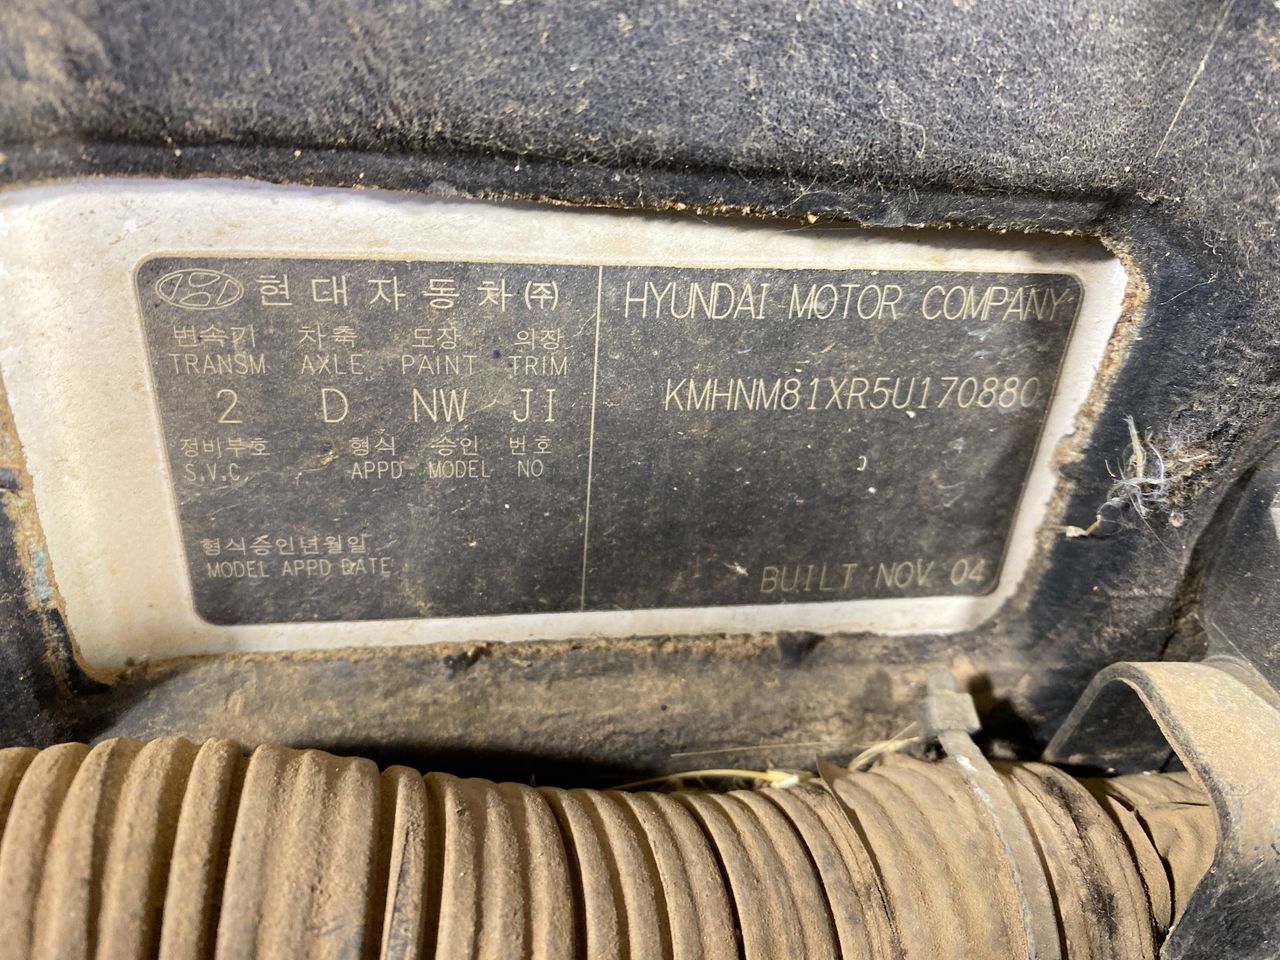 현대자동차(주)
변속기 차축 도장 의장
TRANSM AXLE PAINT TRIM
2 D NW JI
정비부호 형식 승인 번호
S.V.C. APPD MODEL NO
형식승인년월일
MODEL APPD DATE
HYUNDAI MOTOR COMPANY
KMHNM81XR5U170880
BUILT NOV 04